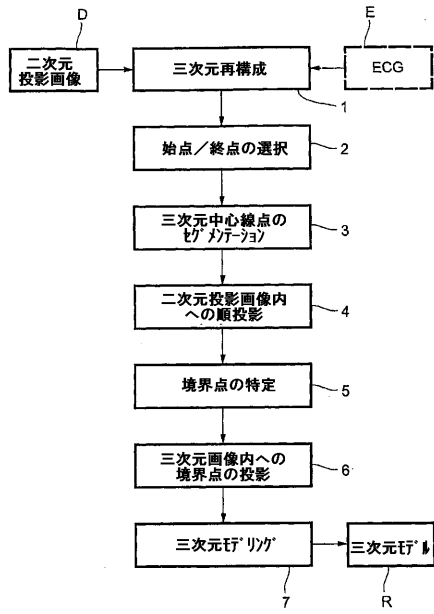 D
E
二次元
投影画像
三次元再構成
ECG
1
始点／終点の選択
2
三次元中心線点の
ｾｸﾞﾒﾝﾃｰｼｮﾝ
3
二次元投影画像内
への順投影
4
境界点の特定
5
三次元画像内への
境界点の投影
6
三次元ﾓﾃﾞﾘﾝｸﾞ
三次元ﾓﾃﾞﾙ
7
R